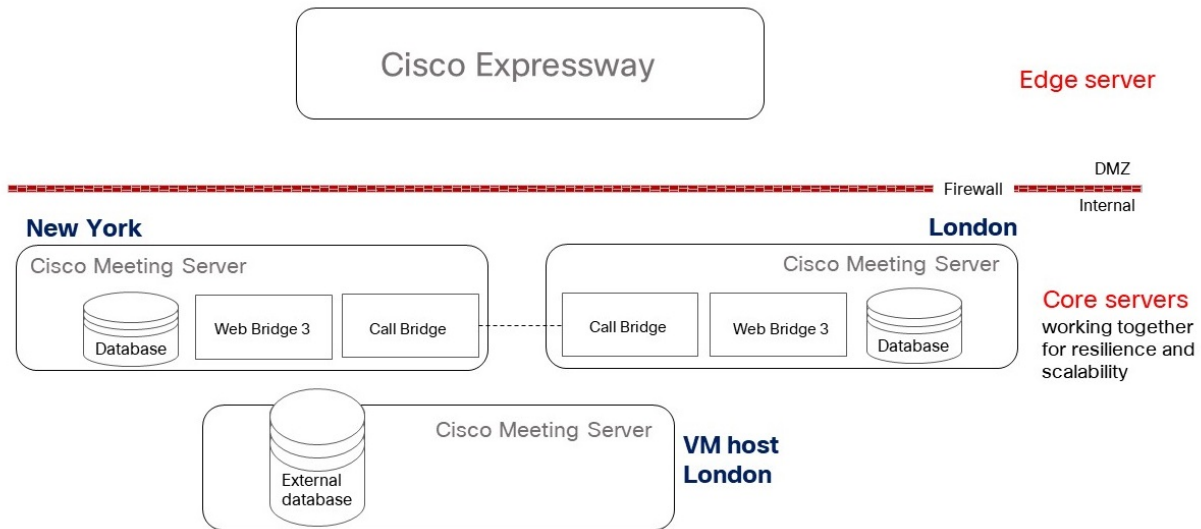 Cisco Expressway
Edge server
DMZ
Firewall
Internal
New York
London
Cisco Meeting Server
Cisco Meeting Server
Database
Web Bridge 3
Call Bridge
Call Bridge
Web Bridge 3
Database
Core servers
working together
for resilience and
scalability
Cisco Meeting Server
External
database
VM host
London